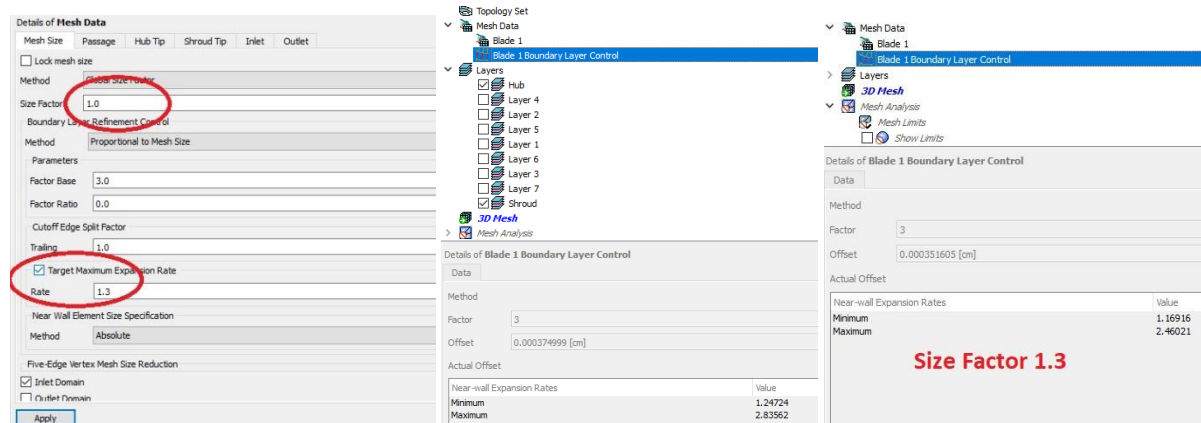 Details of Mesh Data
Mesh Size Passage Hub Tip Shroud Tip Inlet Outlet
Lock mesh size
Method Global Size Factor
Size Factor 1.0
Boundary Layer Refinement Control
Method Proportional to Mesh Size
Parameters
Factor Base 3.0
Factor Ratio 0.0
Cutoff Edge Split Factor
Trailing 1.0
Target Maximum Expansion Rate
Rate 1.3
Near Wall Element Size Specification
Method Absolute
Five-Edge Vertex Mesh Size Reduction
Inlet Domain
Outlet Domain
Apply
Topology Set
Mesh Data
Blade 1
Blade 1 Boundary Layer Control
Layers
Hub
Layer 4
Layer 2
Layer 5
Layer 1
Layer 6
Layer 3
Layer 7
Shroud
3D Mesh
Mesh Analysis
Details of Blade 1 Boundary Layer Control
Data
Method
Factor 3
Offset 0.000374999 [cm]
Actual Offset
Near-wall Expansion Rates Value
Minimum 1.24724
Maximum 2.83562
Mesh Data
Blade 1
Blade 1 Boundary Layer Control
Layers
3D Mesh
Mesh Analysis
Mesh Limits
Show Limits
Details of Blade 1 Boundary Layer Control
Data
Method
Factor 3
Offset 0.000351605 [cm]
Actual Offset
Near-wall Expansion Rates Value
Minimum 1.16916
Maximum 2.46021
Size Factor 1.3